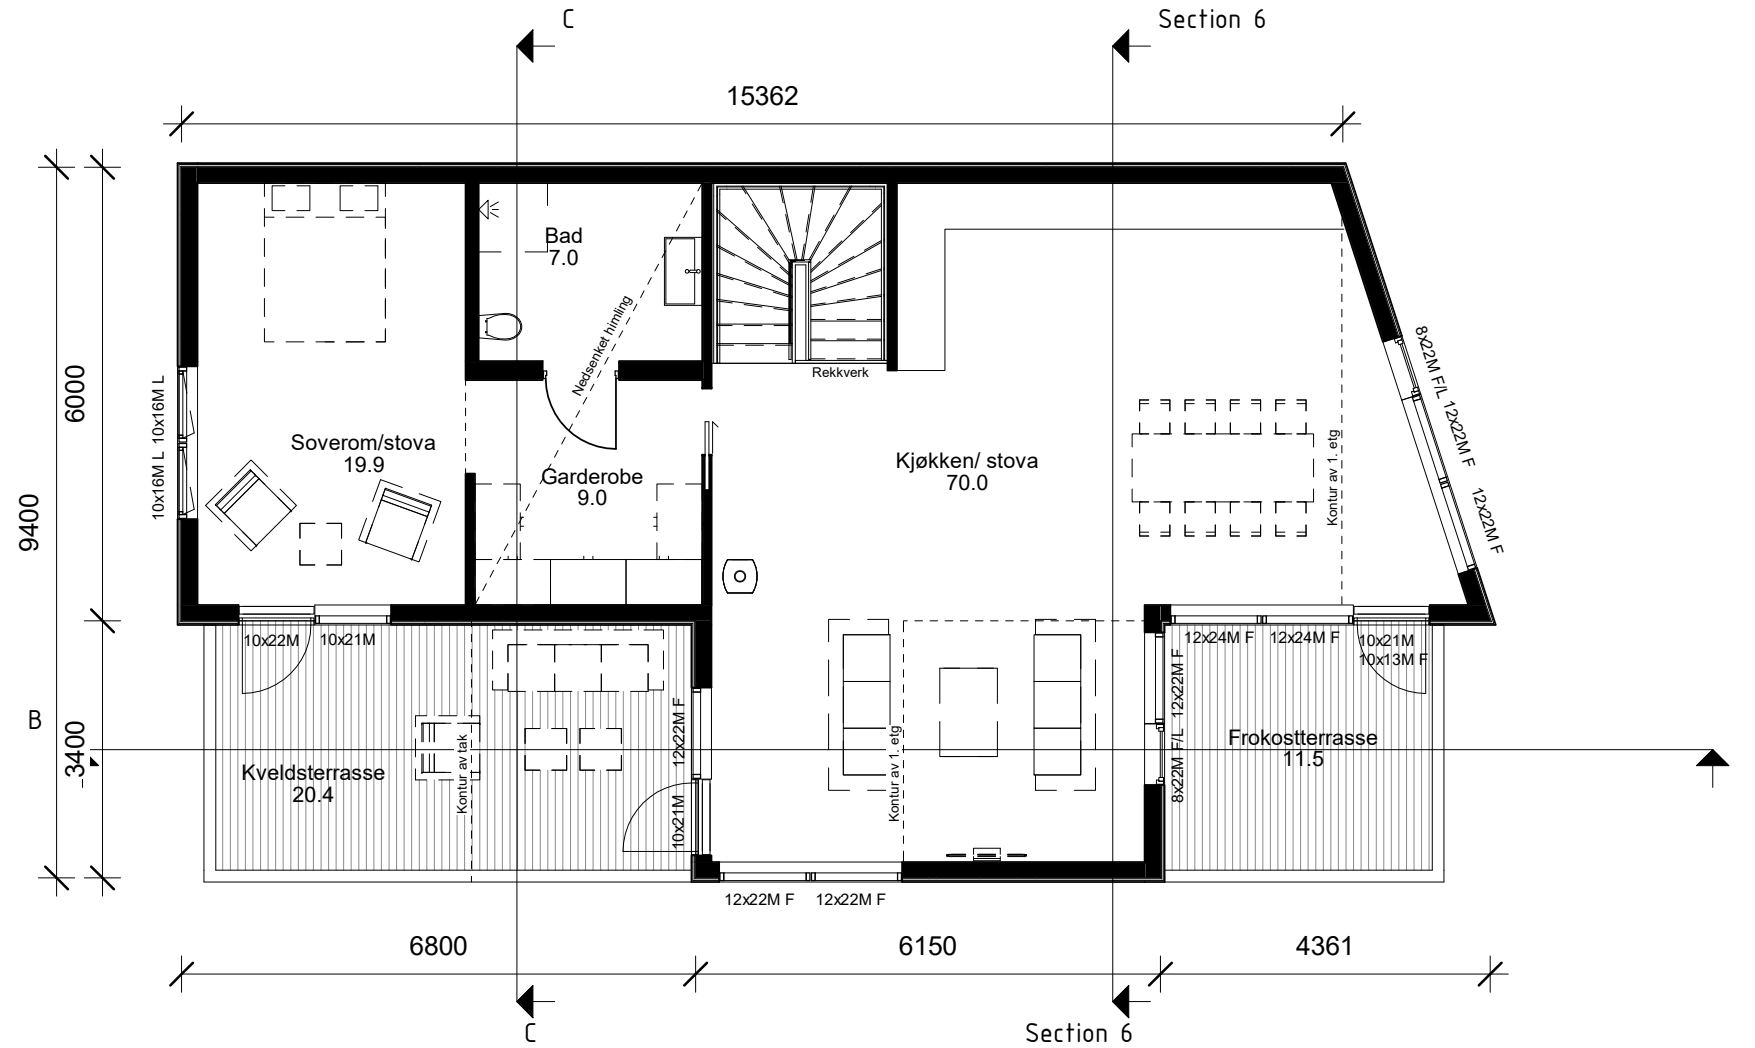 C
Section 6
15362
Bad
7.0
Nedsenket himling
Rekkverk
6000
9400
3400
B
10x16M L 10x16M L
Soverom/stova
19.9
Garderobe
9.0
Kjøkken/ stova
70.0
Kontur av 1. etg
8x22M F/L 12x22M F
12x22M F
10x22M
10x21M
12x24M F
12x24M F
10x21M
10x13M F
12x22M F
10x21M
8x22M F/L 12x22M F
Kveldsterrasse
20.4
Kontur av tak
Kontur av 1. etg
Frokostterrasse
11.5
12x22M F
12x22M F
6800
6150
4361
C
Section 6